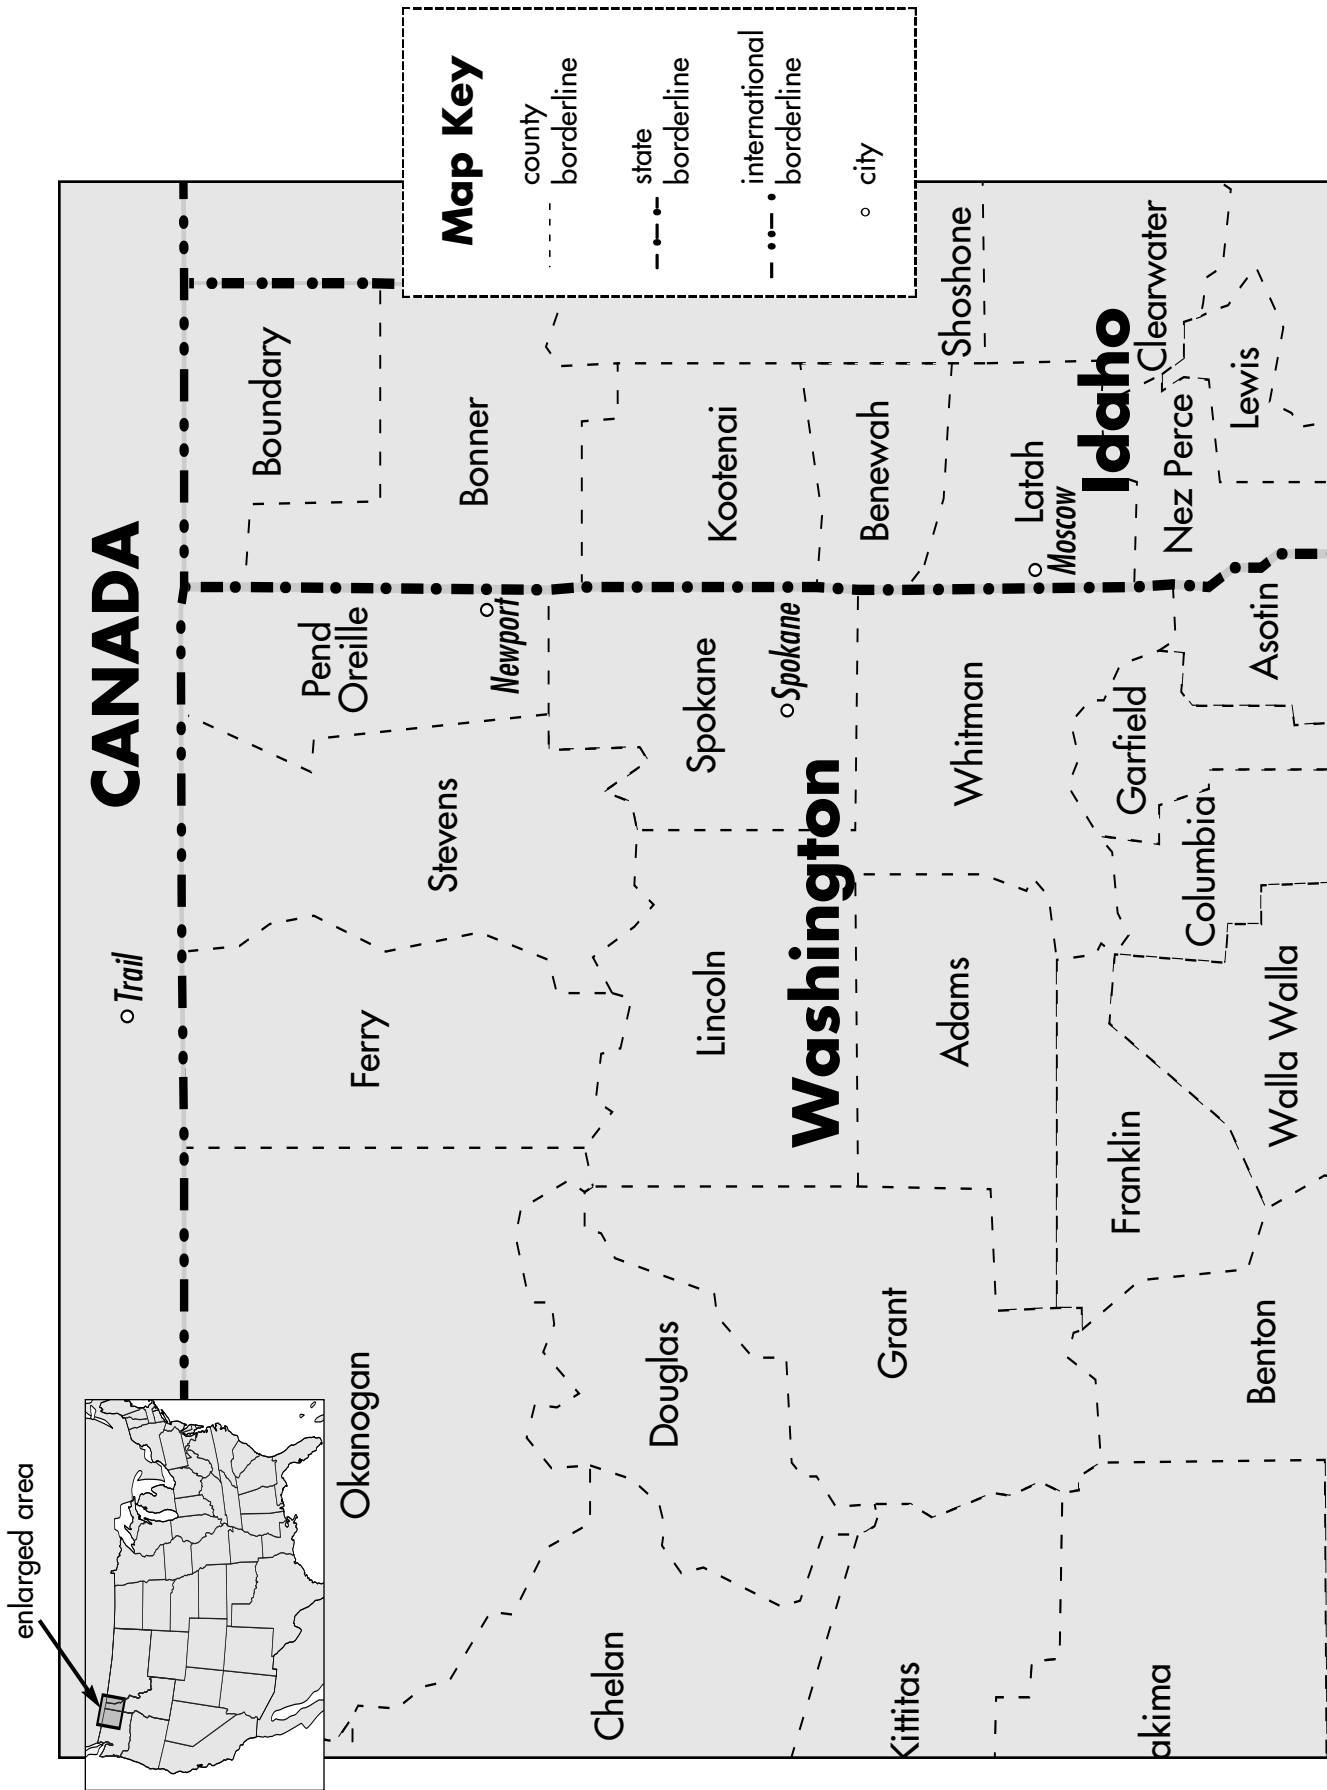 enlarged area
CANADA
Trail
Map Key
county
borderline
state
borderline
international
borderline
city
Okanogan
Ferry
Stevens
Pend
Oreille
Newport
Boundary
Bonner
Chelan
Douglas
Lincoln
Spokane
Spokane
Kootenai
Washington
Grant
Adams
Whitman
Benewah
Shoshone
Kittitas
Latah
Moscow
Idaho
Clearwater
akima
Franklin
Garfield
Columbia
Nez Perce
Lewis
Benton
Walla Walla
Asotin